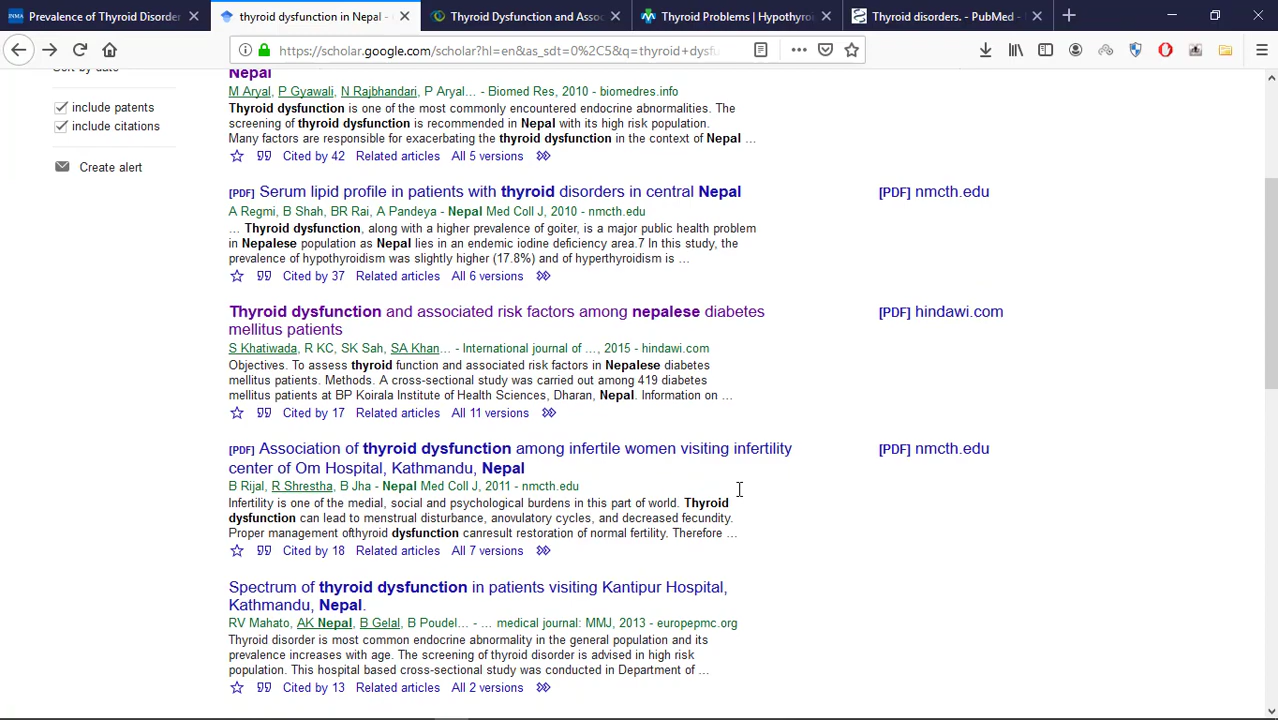 Prevalence of Thyroid Disorder
thyroid dysfunction in Nepal -
Thyroid Dysfunction and Assoc
Thyroid Problems | Hypothyroi
Thyroid disorders. - PubMed -
https://scholar.google.com/scholar?hl=en&as_sdt=0%2C5&q=thyroid+dysfu
Sort by date
include patents
include citations
Create alert
Nepal
M Aryal, P Gyawali, N Rajbhandari, P Aryal… - Biomed Res, 2010 - biomedres.info
Thyroid dysfunction is one of the most commonly encountered endocrine abnormalities. The
screening of thyroid dysfunction is recommended in Nepal with its high risk population.
Many factors are responsible for exacerbating the thyroid dysfunction in the context of Nepal …
Cited by 42 Related articles All 5 versions
[PDF] Serum lipid profile in patients with thyroid disorders in central Nepal
[PDF] nmcth.edu
A Regmi, B Shah, BR Rai, A Pandeya - Nepal Med Coll J, 2010 - nmcth.edu
… Thyroid dysfunction, along with a higher prevalence of goiter, is a major public health problem
in Nepalese population as Nepal lies in an endemic iodine deficiency area.7 In this study, the
prevalence of hypothyroidism was slightly higher (17.8%) and of hyperthyroidism is …
Cited by 37 Related articles All 6 versions
Thyroid dysfunction and associated risk factors among nepalese diabetes
mellitus patients
[PDF] hindawi.com
S Khatiwada, R KC, SK Sah, SA Khan… - International journal of …, 2015 - hindawi.com
Objectives. To assess thyroid function and associated risk factors in Nepalese diabetes
mellitus patients. Methods. A cross-sectional study was carried out among 419 diabetes
mellitus patients at BP Koirala Institute of Health Sciences, Dharan, Nepal. Information on …
Cited by 17 Related articles All 11 versions
[PDF] Association of thyroid dysfunction among infertile women visiting infertility
center of Om Hospital, Kathmandu, Nepal
[PDF] nmcth.edu
B Rijal, R Shrestha, B Jha - Nepal Med Coll J, 2011 - nmcth.edu
Infertility is one of the medial, social and psychological burdens in this part of world. Thyroid
dysfunction can lead to menstrual disturbance, anovulatory cycles, and decreased fecundity.
Proper management ofthyroid dysfunction canresult restoration of normal fertility. Therefore …
Cited by 18 Related articles All 7 versions
Spectrum of thyroid dysfunction in patients visiting Kantipur Hospital,
Kathmandu, Nepal.
RV Mahato, AK Nepal, B Gelal, B Poudel… - … medical journal: MMJ, 2013 - europepmc.org
Thyroid disorder is most common endocrine abnormality in the general population and its
prevalence increases with age. The screening of thyroid disorder is advised in high risk
population. This hospital based cross-sectional study was conducted in Department of …
Cited by 13 Related articles All 2 versions